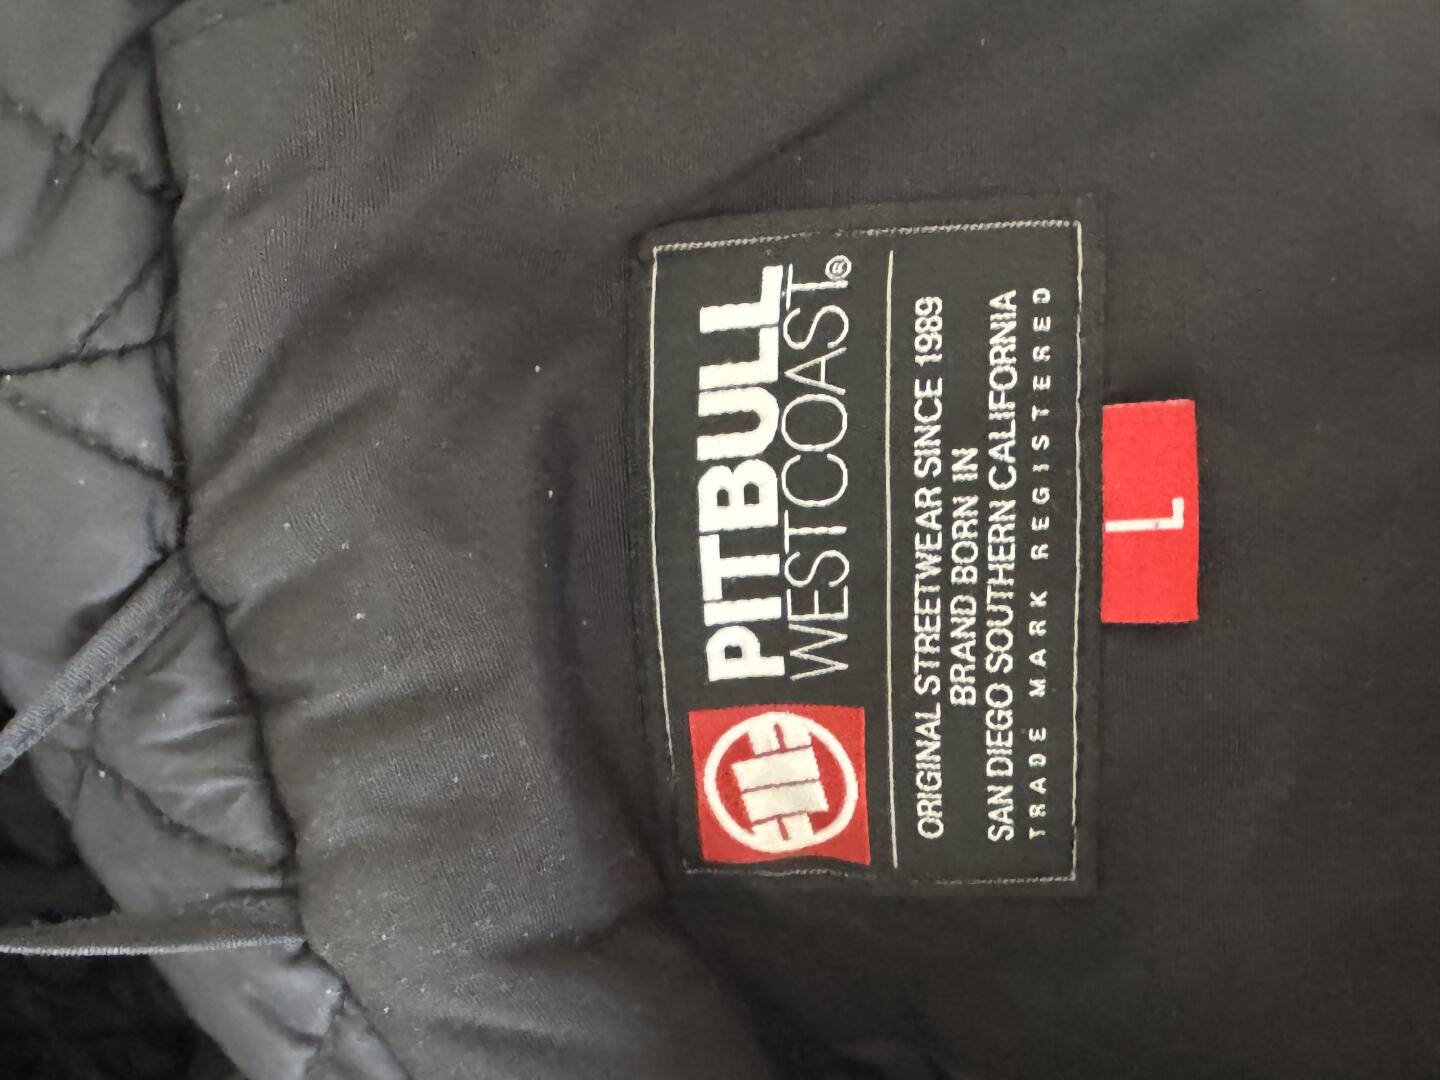 PITBULL
WESTCOAST®
ORIGINAL STREETWEAR SINCE 1989
BRAND BORN IN
SAN DIEGO SOUTHERN CALIFORNIA
TRADE MARK REGISTERED
L